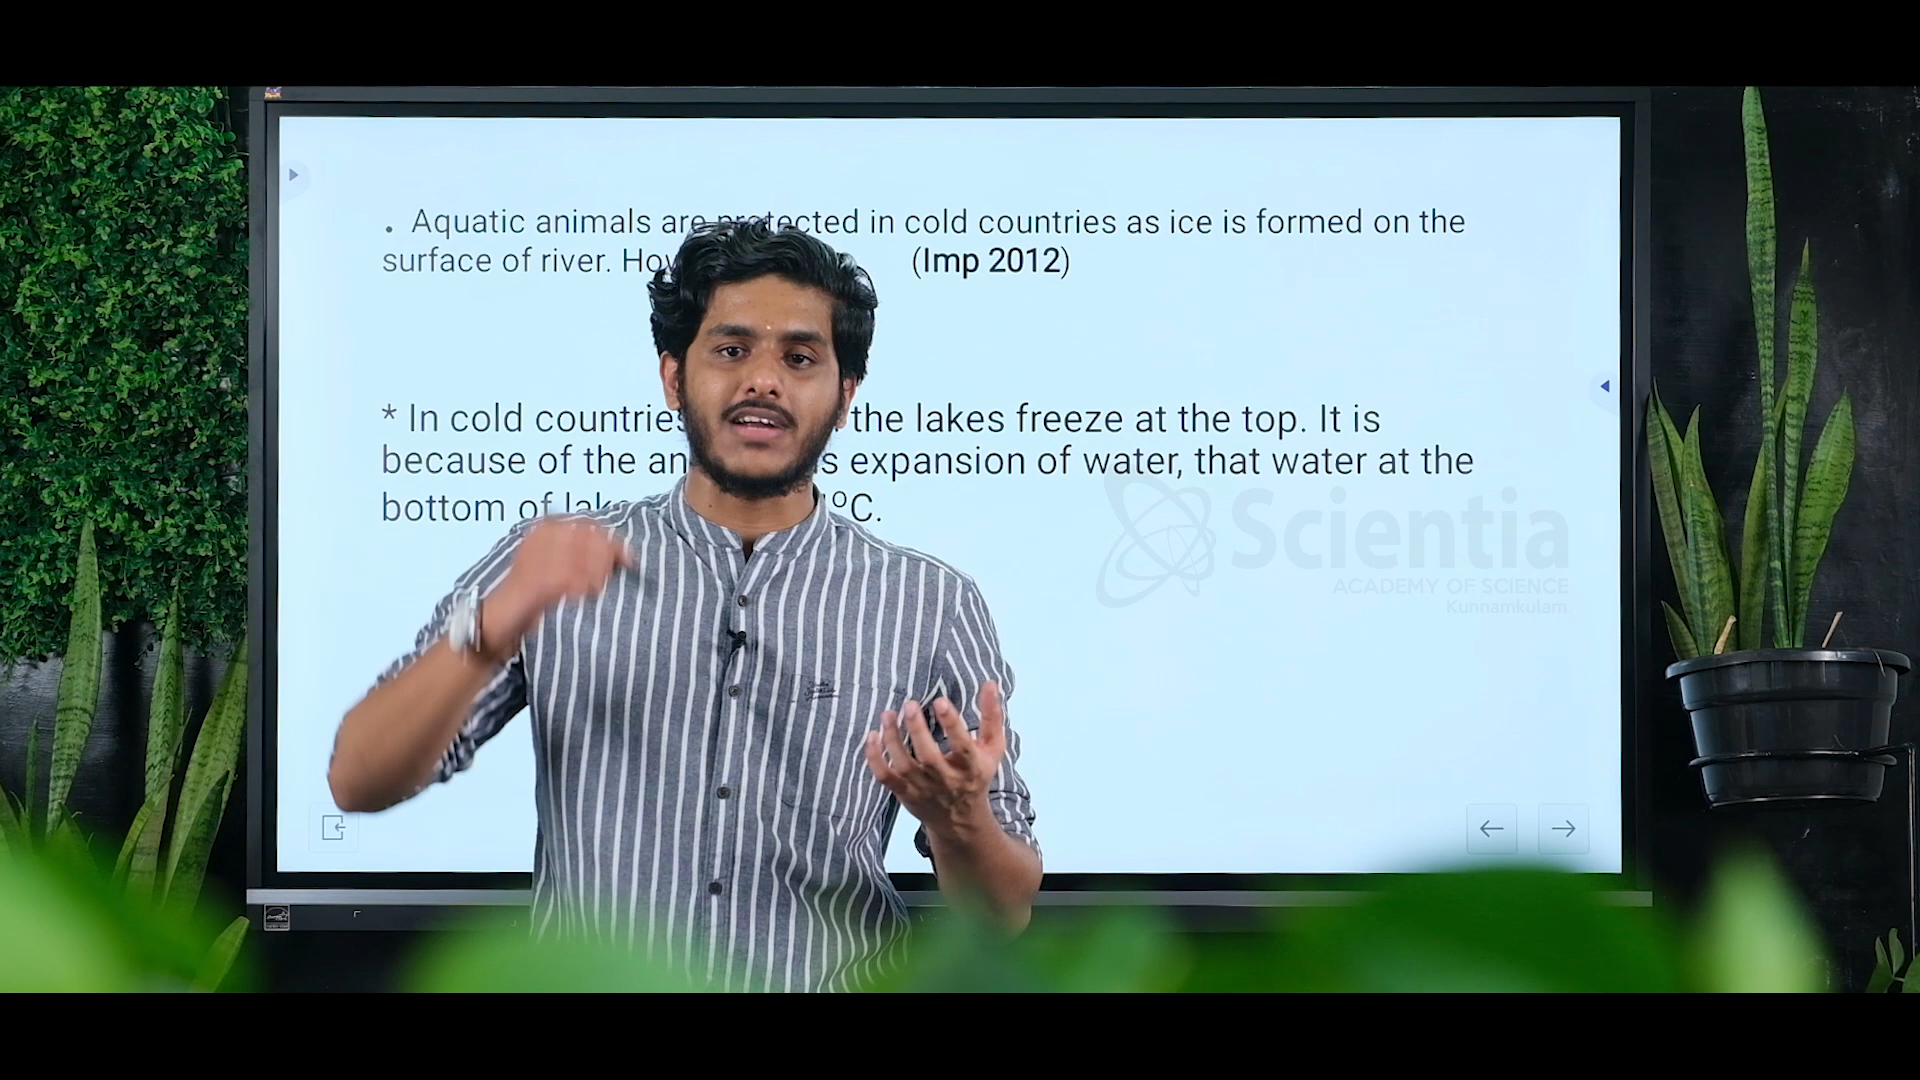 . Aquatic animals are protected in cold countries as ice is formed on the
surface of river. (Imp 2012)
* In cold countries the lakes freeze at the top. It is
because of the expansion of water, that water at the
bottom of °C.
Scientia
ACADEMY OF SCIENCE
Kunnamkulam